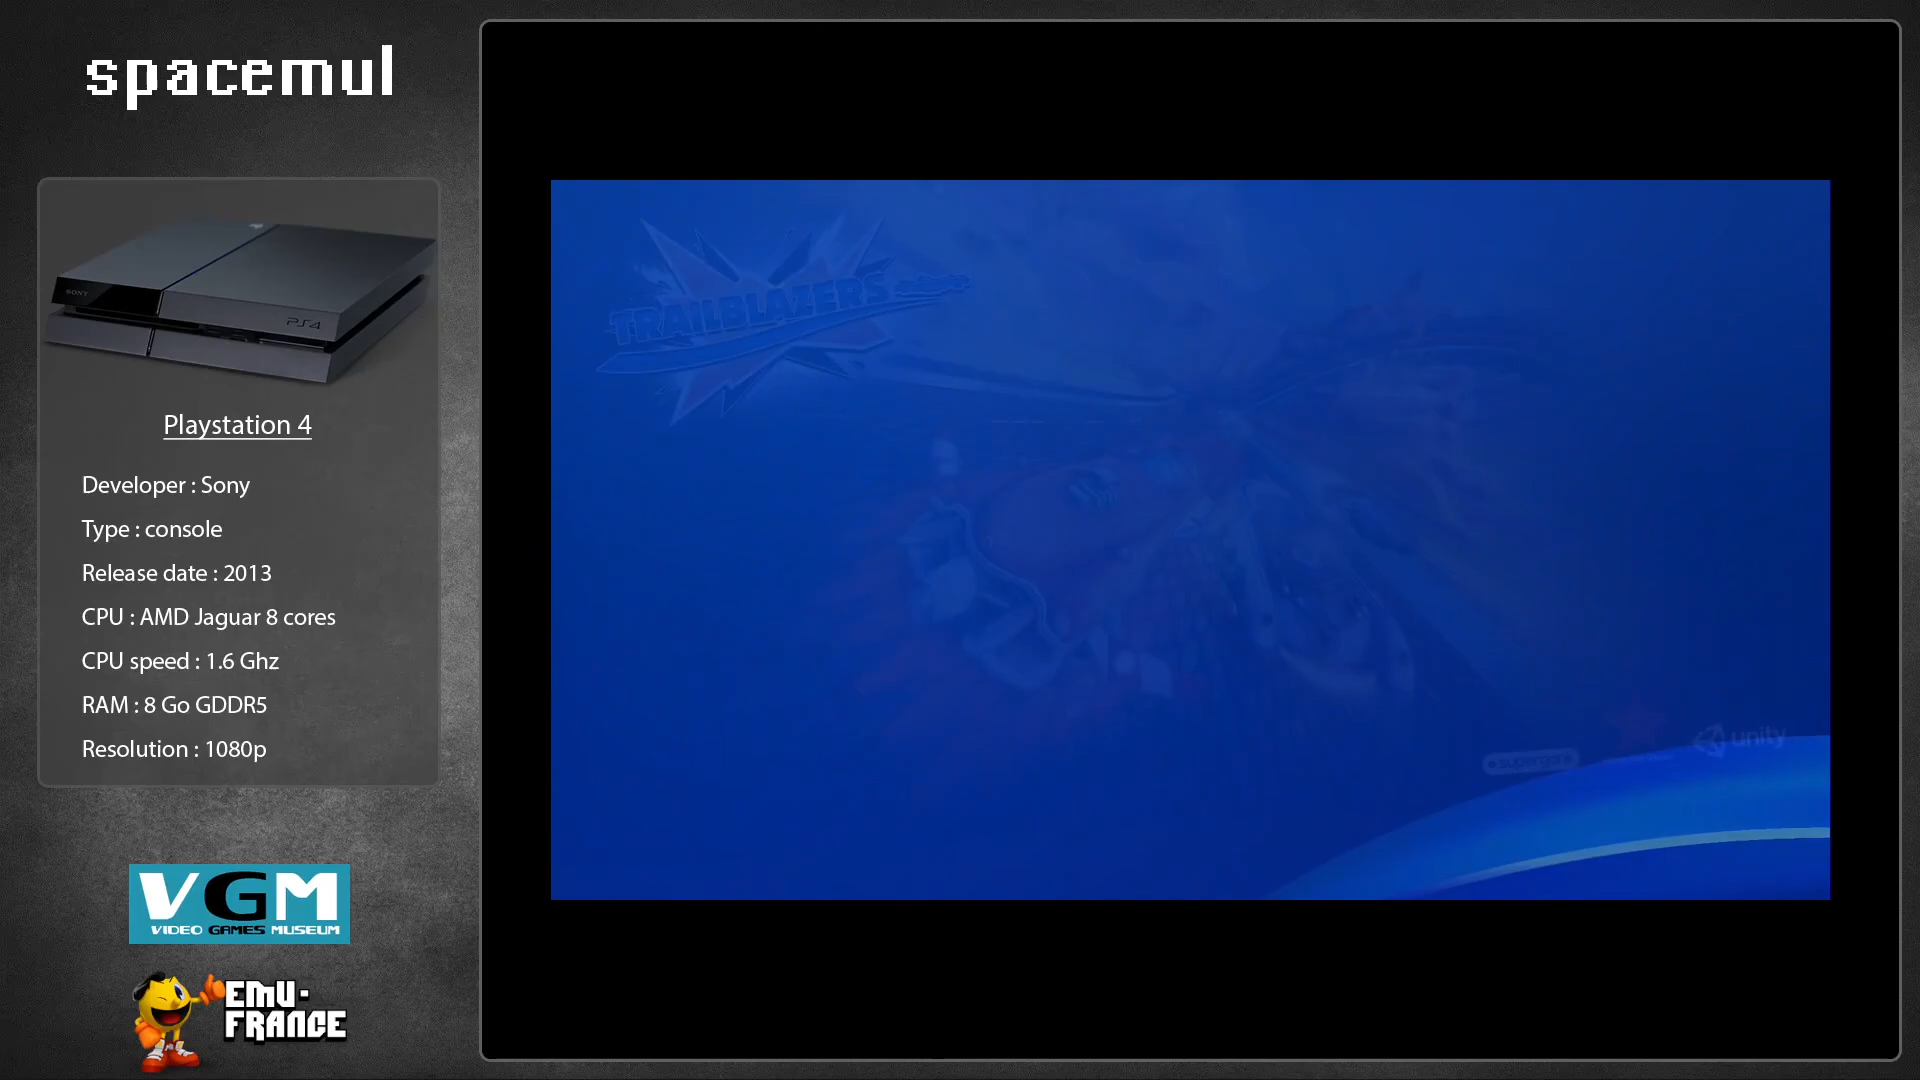 spacemul
SONY
PS4
Playstation 4
Developer : Sony
Type : console
Release date : 2013
CPU : AMD Jaguar 8 cores
CPU speed : 1.6 Ghz
RAM : 8 Go GDDR5
Resolution : 1080p
VGM
VIDEO GAMES MUSEUM
EMU-
FRANCE
TRAILBLAZERS
supergonk
unity